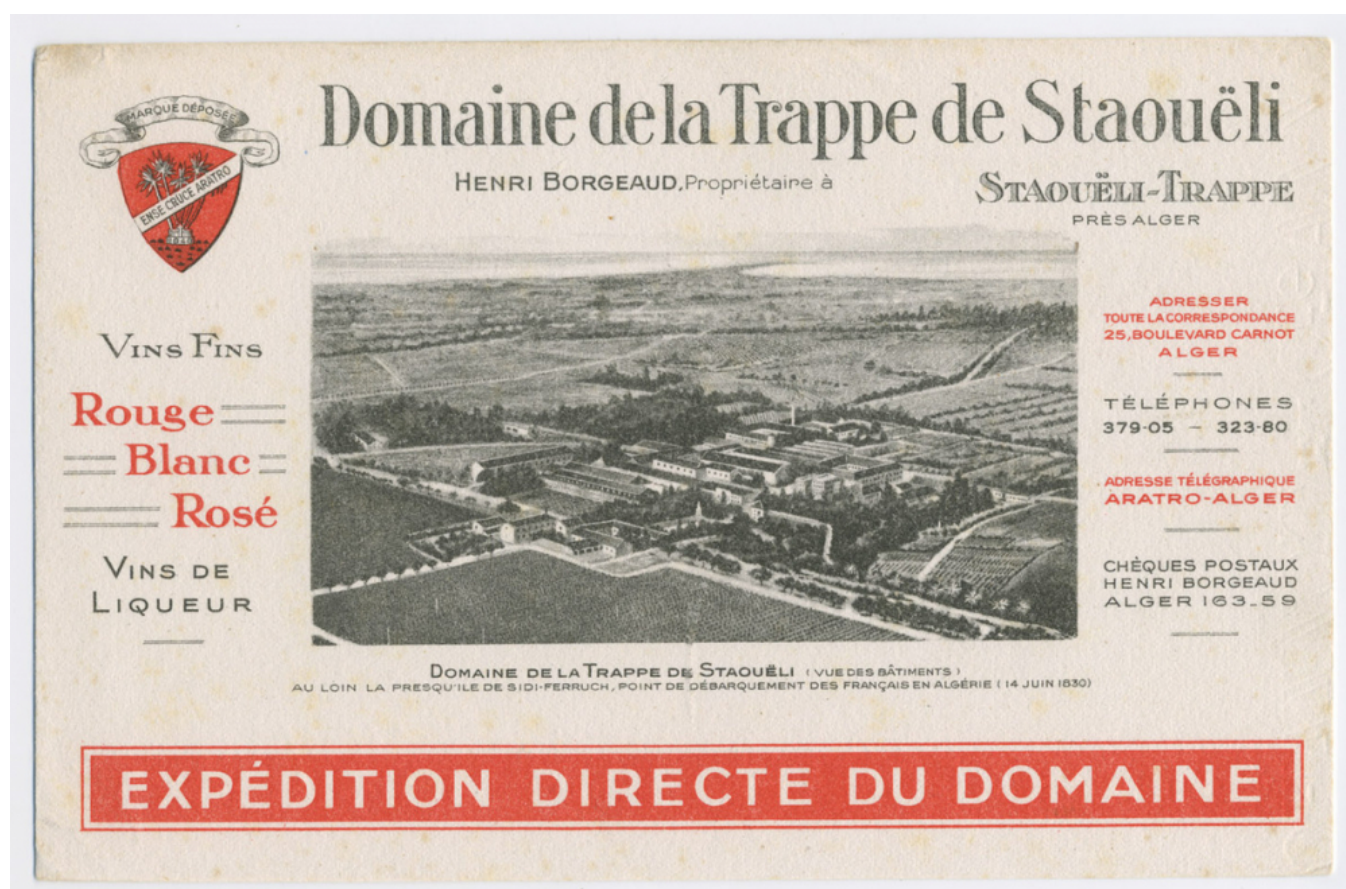 MARQUE DÉPOSÉE
ENSE CRUCE ARATRO
Domaine de la Trappe de Staouëli
HENRI BORGEAUD, Propriétaire à
STAOUËLI-TRAPPE
PRÈS ALGER
VINS FINS
Rouge
Blanc
Rosé
VINS DE
LIQUEUR
ADRESSER
TOUTE LA CORRESPONDANCE
25, BOULEVARD CARNOT
ALGER
TÉLÉPHONES
379-05 – 323-80
ADRESSE TÉLÉGRAPHIQUE
ARATRO-ALGER
CHÈQUES POSTAUX
HENRI BORGEAUD
ALGER 163-59
DOMAINE DE LA TRAPPE DE STAOUËLI (VUE DES BÂTIMENTS)
AU LOIN LA PRESQU'ILE DE SIDI-FERRUCH, POINT DE DÉBARQUEMENT DES FRANÇAIS EN ALGÉRIE (14 JUIN 1830)
EXPÉDITION DIRECTE DU DOMAINE